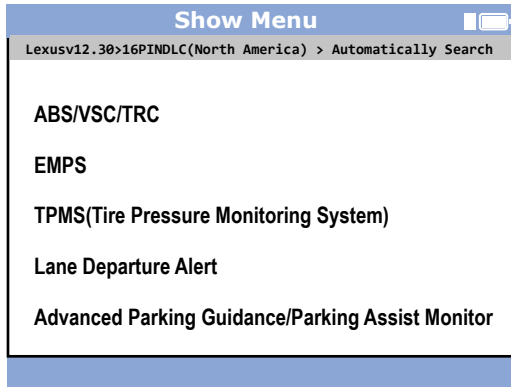 Show Menu
Lexusv12.30>16PINDLC(North America) > Automatically Search
ABS/VSC/TRC
EMPS
TPMS(Tire Pressure Monitoring System)
Lane Departure Alert
Advanced Parking Guidance/Parking Assist Monitor